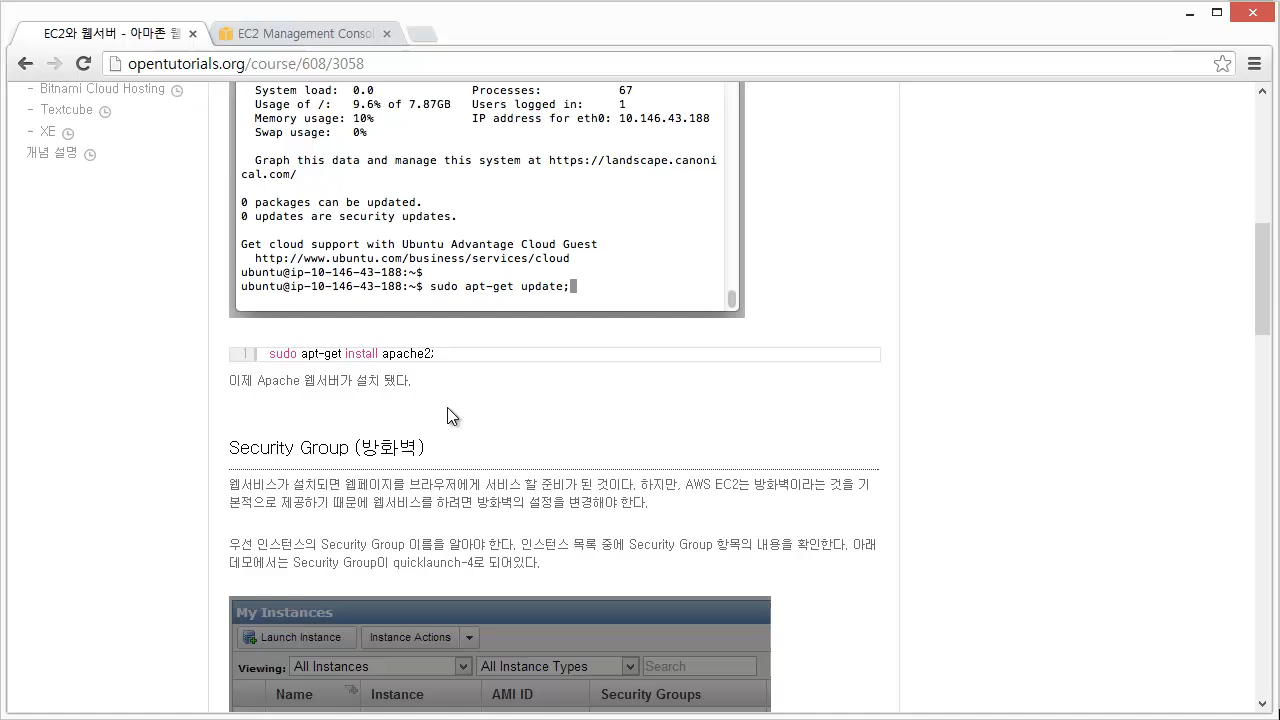 EC2와 웹서버 - 아마존 웹
EC2 Management Consol
opentutorials.org/course/608/3058
- Bitnami Cloud Hosting
- Textcube
- XE
개념 설명
System load: 0.0 Processes: 67
Usage of /: 9.6% of 7.87GB Users logged in: 1
Memory usage: 10% IP address for eth0: 10.146.43.188
Swap usage: 0%
Graph this data and manage this system at https://landscape.canoni
cal.com/
0 packages can be updated.
0 updates are security updates.
Get cloud support with Ubuntu Advantage Cloud Guest
http://www.ubuntu.com/business/services/cloud
ubuntu@ip-10-146-43-188:~$
ubuntu@ip-10-146-43-188:~$ sudo apt-get update;
1 sudo apt-get install apache2;
이제 Apache 웹서버가 설치 됐다.
Security Group (방화벽)
웹서비스가 설치되면 웹페이지를 브라우저에게 서비스 할 준비가 된 것이다. 하지만, AWS EC2는 방화벽이라는 것을 기
본적으로 제공하기 때문에 웹서비스를 하려면 방화벽의 설정을 변경해야 한다.
우선 인스턴스의 Security Group 이름을 알아야 한다. 인스턴스 목록 중에 Security Group 항목의 내용을 확인한다. 아래
데모에서는 Security Group이 quicklaunch-4로 되어있다.
My Instances
Launch Instance Instance Actions
Viewing: All Instances All Instance Types Search
Name Instance AMI ID Security Groups